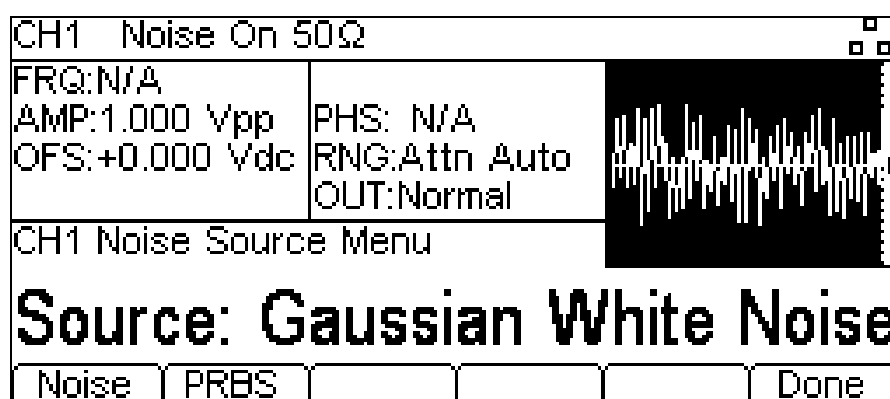 CH1 Noise On 50Ω
FRQ:N/A
AMP:1.000 Vpp
OFS:+0.000 Vdc
PHS: N/A
RNG:Attn Auto
OUT:Normal
CH1 Noise Source Menu
Source: Gaussian White Noise
Noise PRBS Done